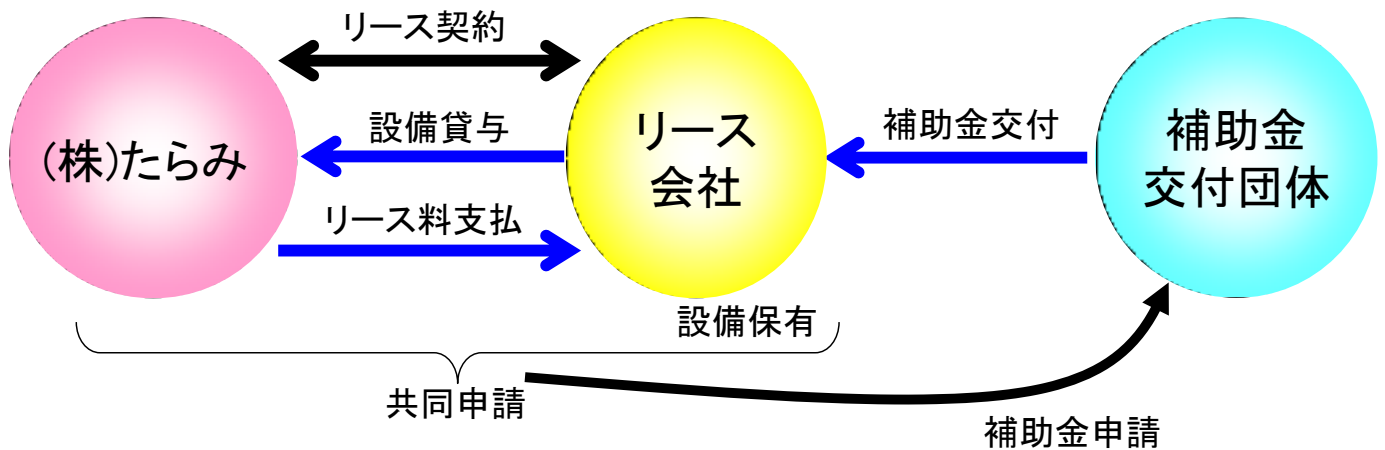 リース契約
(株)たらみ
設備貸与
リース料支払
リース
会社
補助金交付
補助金
交付団体
設備保有
共同申請
補助金申請